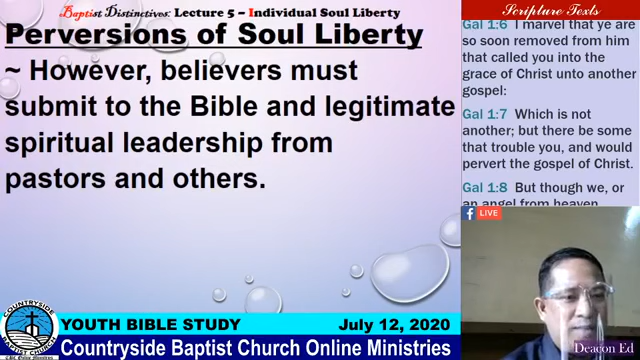 Baptist Distinctives: Lecture 5 – Individual Soul Liberty
Perversions of Soul Liberty
~ However, believers must
submit to the Bible and legitimate
spiritual leadership from
pastors and others.
Scripture Texts
Gal 1:6 I marvel that ye are
so soon removed from him
that called you into the
grace of Christ unto another
gospel:
Gal 1:7 Which is not
another; but there be some
that trouble you, and would
pervert the gospel of Christ.
Gal 1:8 But though we, or
an angel from heaven
f LIVE
Deacon Ed
COUNTRYSIDE
BAPTIST CHURCH
YOUTH BIBLE STUDY July 12, 2020
Countryside Baptist Church Online Ministries